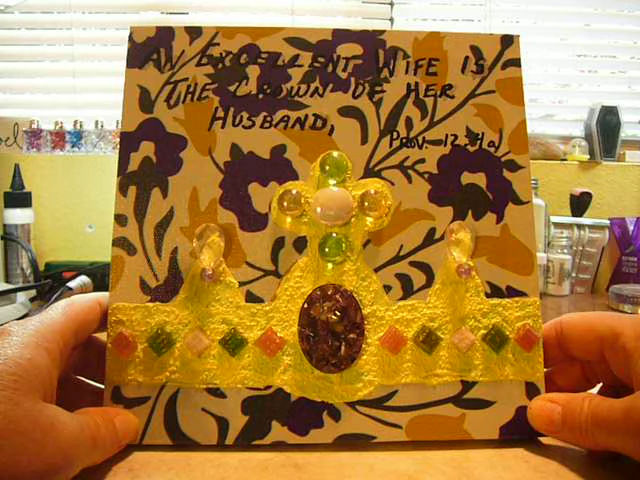 An Excellent Wife is
The Crown of Her
Husband,
Prov. 12:4a